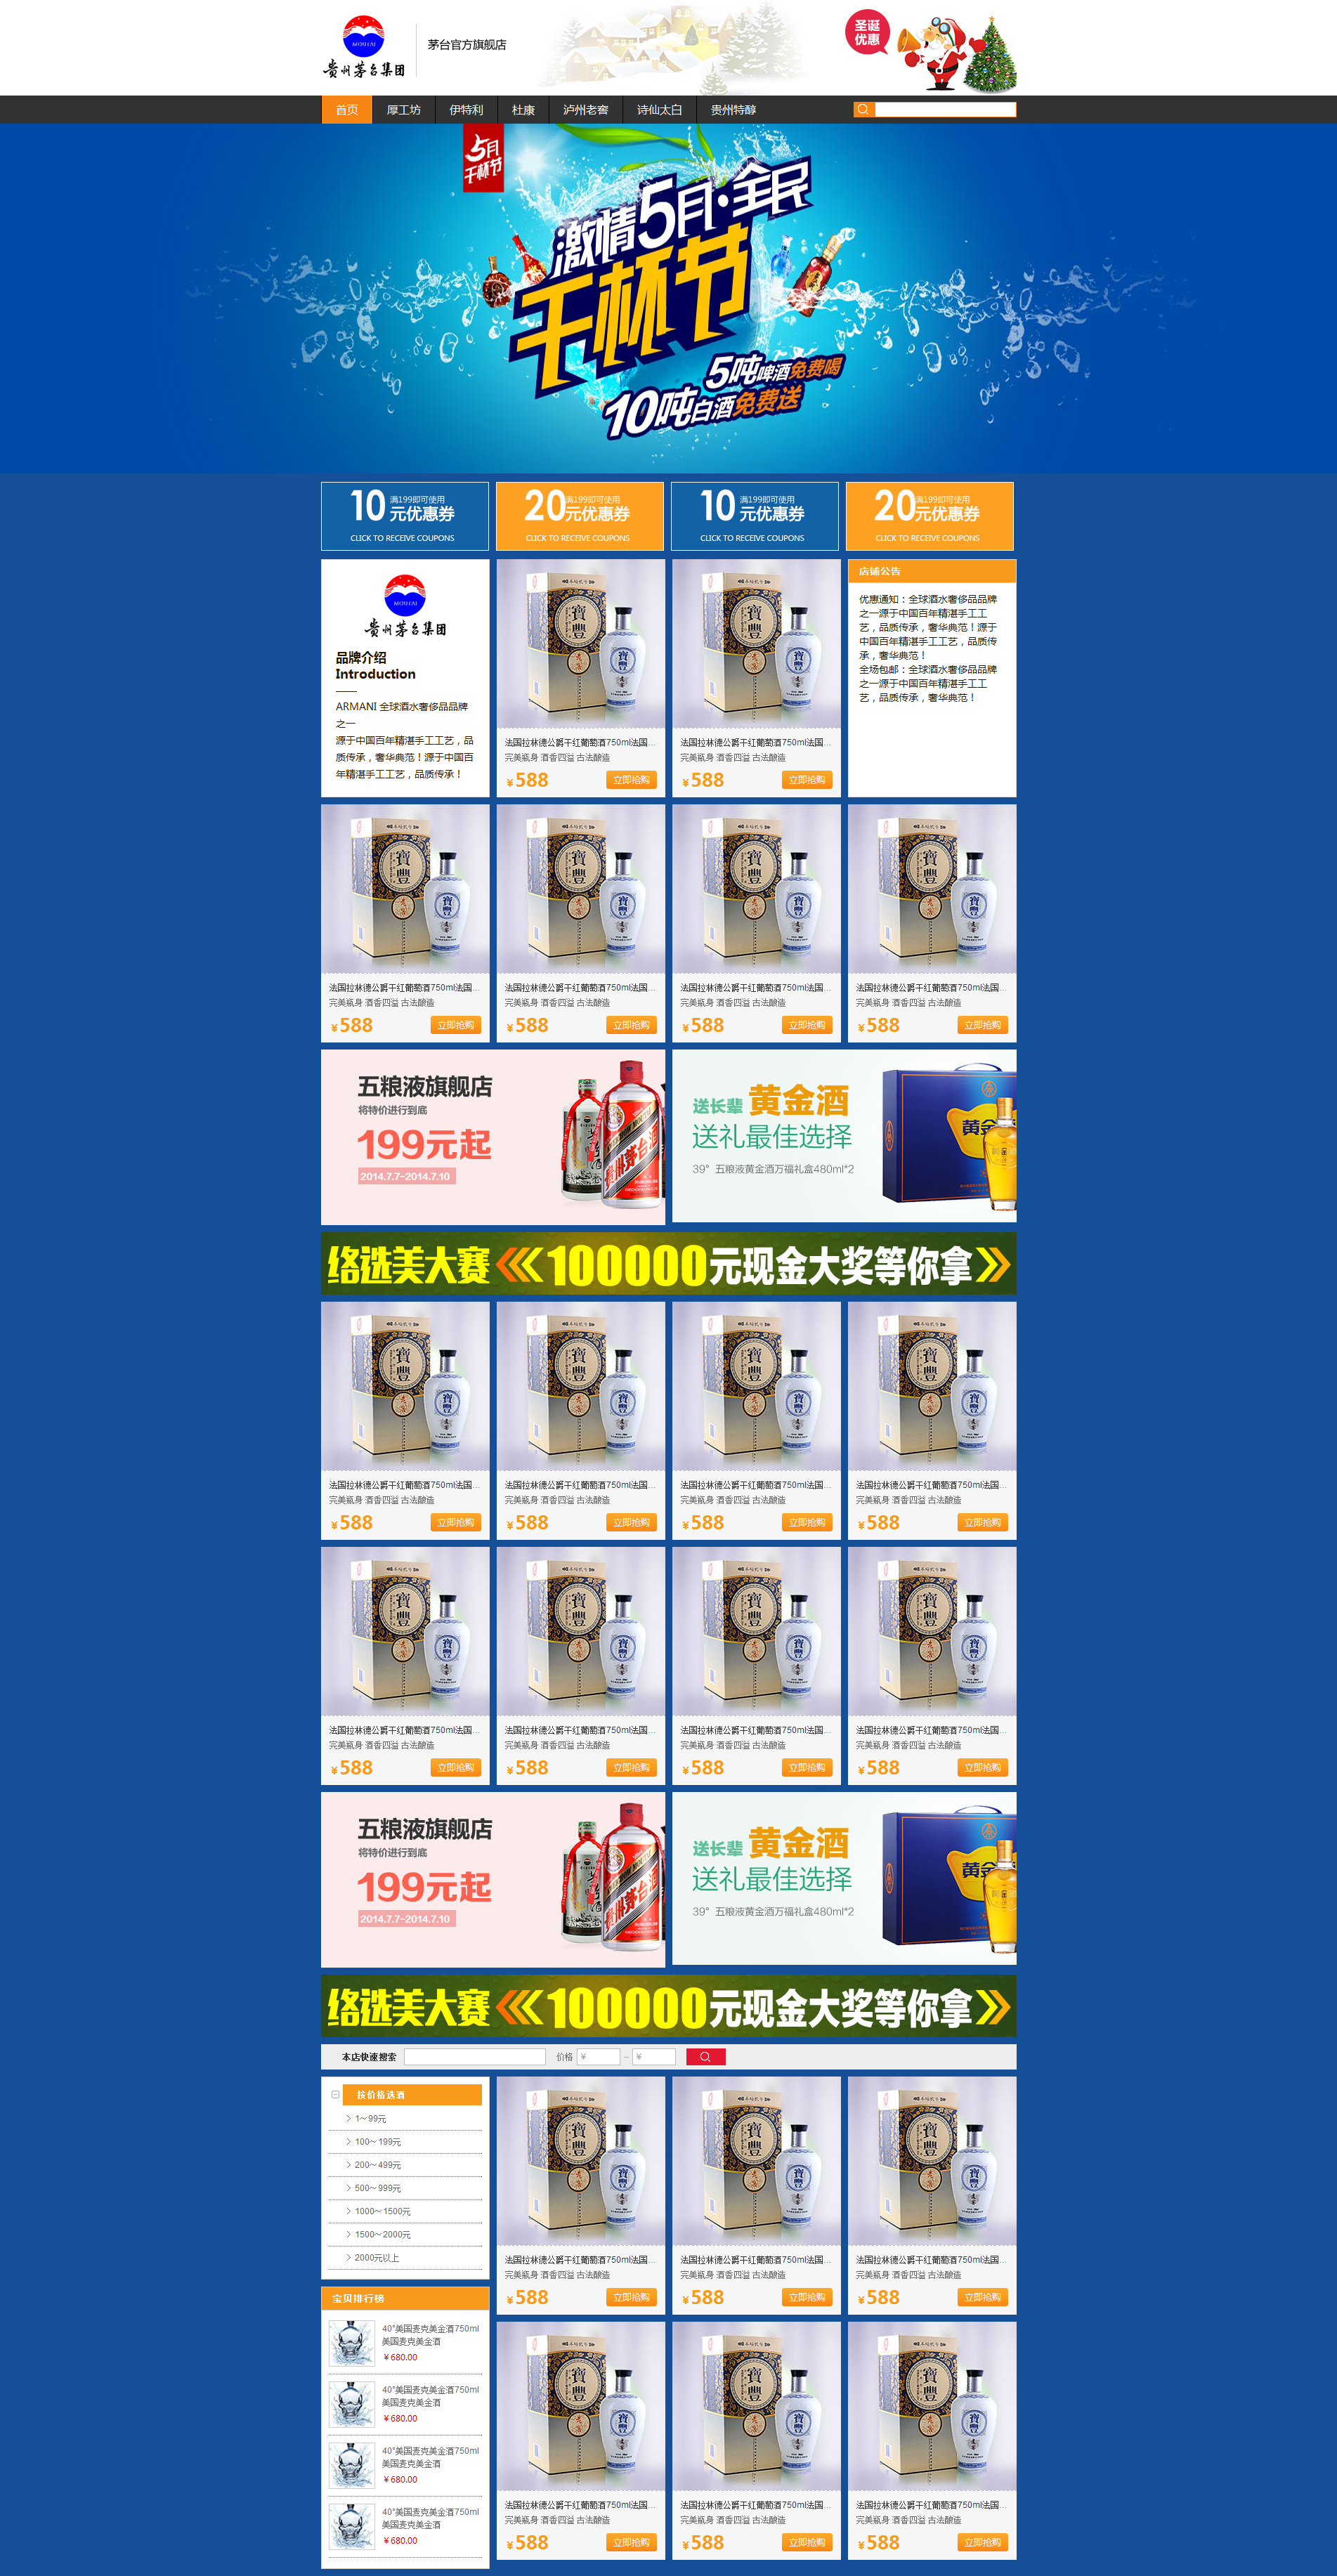 MOUTAI
贵州茅台集团
茅台官方旗舰店
圣诞
优惠
首页 厚工坊 伊特利 杜康 泸州老窖 诗仙太白 贵州特醇
5月
干杯节
激情5月·全民
干杯节
5吨啤酒免费喝
10吨白酒免费送
10 满199即可使用 元优惠券
CLICK TO RECEIVE COUPONS
20 满199即可使用 元优惠券
CLICK TO RECEIVE COUPONS
10 满199即可使用 元优惠券
CLICK TO RECEIVE COUPONS
20 满199即可使用 元优惠券
CLICK TO RECEIVE COUPONS
MOUTAI
贵州茅台集团
品牌介绍
Introduction
ARMANI 全球酒水奢侈品品牌
之一
源于中国百年精湛手工工艺，品
质传承，奢华典范！源于中国百
年精湛手工工艺，品质传承！
寶豐
法国拉林德公爵干红葡萄酒750ml法国...
完美瓶身 酒香四溢 古法酿造
¥588 立即抢购
寶豐
法国拉林德公爵干红葡萄酒750ml法国...
完美瓶身 酒香四溢 古法酿造
¥588 立即抢购
店铺公告
优惠通知：全球酒水奢侈品品牌
之一源于中国百年精湛手工工
艺，品质传承，奢华典范！源于
中国百年精湛手工工艺，品质传
承，奢华典范！
全场包邮：全球酒水奢侈品品牌
之一源于中国百年精湛手工工
艺，品质传承，奢华典范！
寶豐 寶豐 寶豐 寶豐
法国拉林德公爵干红葡萄酒750ml法国... 法国拉林德公爵干红葡萄酒750ml法国... 法国拉林德公爵干红葡萄酒750ml法国... 法国拉林德公爵干红葡萄酒750ml法国...
完美瓶身 酒香四溢 古法酿造 完美瓶身 酒香四溢 古法酿造 完美瓶身 酒香四溢 古法酿造 完美瓶身 酒香四溢 古法酿造
¥588 立即抢购 ¥588 立即抢购 ¥588 立即抢购 ¥588 立即抢购
五粮液旗舰店
将特价进行到底
199元起
2014.7.7-2014.7.10
送长辈 黄金酒
送礼最佳选择
39°五粮液黄金酒万福礼盒480ml*2
络选美大赛 100000元现金大奖等你拿
寶豐 寶豐 寶豐 寶豐
法国拉林德公爵干红葡萄酒750ml法国... 法国拉林德公爵干红葡萄酒750ml法国... 法国拉林德公爵干红葡萄酒750ml法国... 法国拉林德公爵干红葡萄酒750ml法国...
完美瓶身 酒香四溢 古法酿造 完美瓶身 酒香四溢 古法酿造 完美瓶身 酒香四溢 古法酿造 完美瓶身 酒香四溢 古法酿造
¥588 立即抢购 ¥588 立即抢购 ¥588 立即抢购 ¥588 立即抢购
寶豐 寶豐 寶豐 寶豐
法国拉林德公爵干红葡萄酒750ml法国... 法国拉林德公爵干红葡萄酒750ml法国... 法国拉林德公爵干红葡萄酒750ml法国... 法国拉林德公爵干红葡萄酒750ml法国...
完美瓶身 酒香四溢 古法酿造 完美瓶身 酒香四溢 古法酿造 完美瓶身 酒香四溢 古法酿造 完美瓶身 酒香四溢 古法酿造
¥588 立即抢购 ¥588 立即抢购 ¥588 立即抢购 ¥588 立即抢购
五粮液旗舰店
将特价进行到底
199元起
2014.7.7-2014.7.10
送长辈 黄金酒
送礼最佳选择
39°五粮液黄金酒万福礼盒480ml*2
络选美大赛 100000元现金大奖等你拿
本店快速搜索 价格 ¥ - ¥
按价格选酒
1～99元
100～199元
200～499元
500～999元
1000～1500元
1500～2000元
2000元以上
宝贝排行榜
40°美国麦克美金酒750ml
美国麦克美金酒
¥680.00
40°美国麦克美金酒750ml
美国麦克美金酒
¥680.00
40°美国麦克美金酒750ml
美国麦克美金酒
¥680.00
40°美国麦克美金酒750ml
美国麦克美金酒
¥680.00
寶豐 寶豐 寶豐
法国拉林德公爵干红葡萄酒750ml法国... 法国拉林德公爵干红葡萄酒750ml法国... 法国拉林德公爵干红葡萄酒750ml法国...
完美瓶身 酒香四溢 古法酿造 完美瓶身 酒香四溢 古法酿造 完美瓶身 酒香四溢 古法酿造
¥588 立即抢购 ¥588 立即抢购 ¥588 立即抢购
寶豐 寶豐 寶豐
法国拉林德公爵干红葡萄酒750ml法国... 法国拉林德公爵干红葡萄酒750ml法国... 法国拉林德公爵干红葡萄酒750ml法国...
完美瓶身 酒香四溢 古法酿造 完美瓶身 酒香四溢 古法酿造 完美瓶身 酒香四溢 古法酿造
¥588 立即抢购 ¥588 立即抢购 ¥588 立即抢购